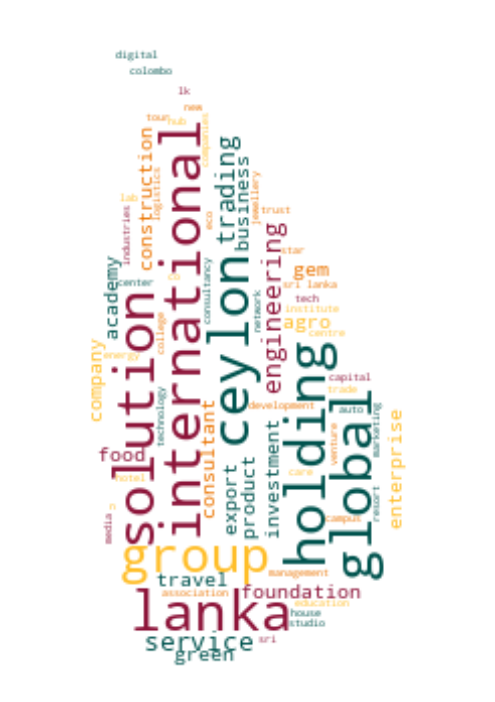 digital
colombo
lk
new
tour
hub
companies
international
construction
logistics
trading
business
jewellery
lab
eco
trust
industries
engineering
star
ceylon
gem
academy
center
co
consultancy
sri lanka
tech
network
institute
solution
agro
college
centre
company
energy
holding
technology
capital
trade
global
consultant
development
auto
marketing
enterprise
investment
venture
food
export
product
care
hotel
resort
n
media
campus
group
travel
management
foundation
association
lanka
education
house
studio
service
sri
green